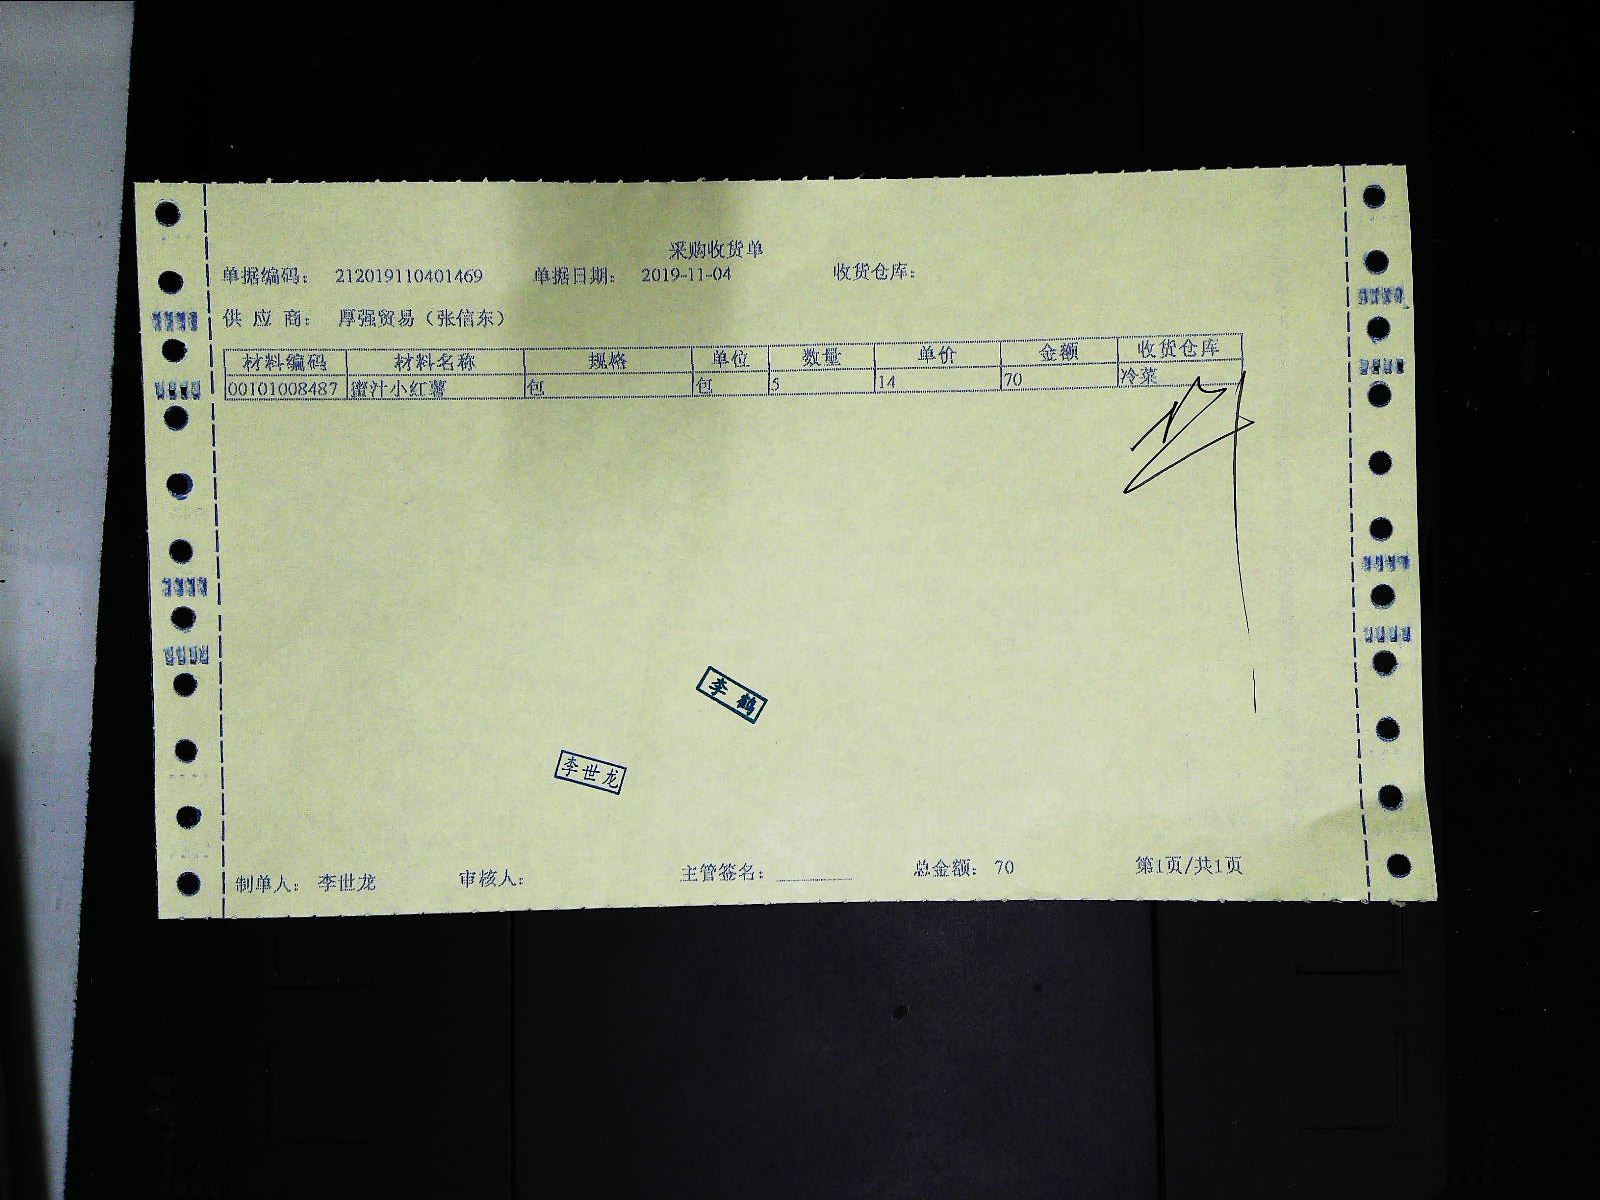 采购收货单
单据编码： 212019110401469 单据日期： 2019-11-04 收货仓库：
供 应 商： 厚强贸易（张信东）
材料编码 材料名称 规格 单位 数量 单价 金额 收货仓库
00101008487 蜜汁小红薯 包 包 5 14 70 冷菜
李鹤
李世龙
制单人： 李世龙 审核人： 主管签名： 总金额： 70 第1页/共1页